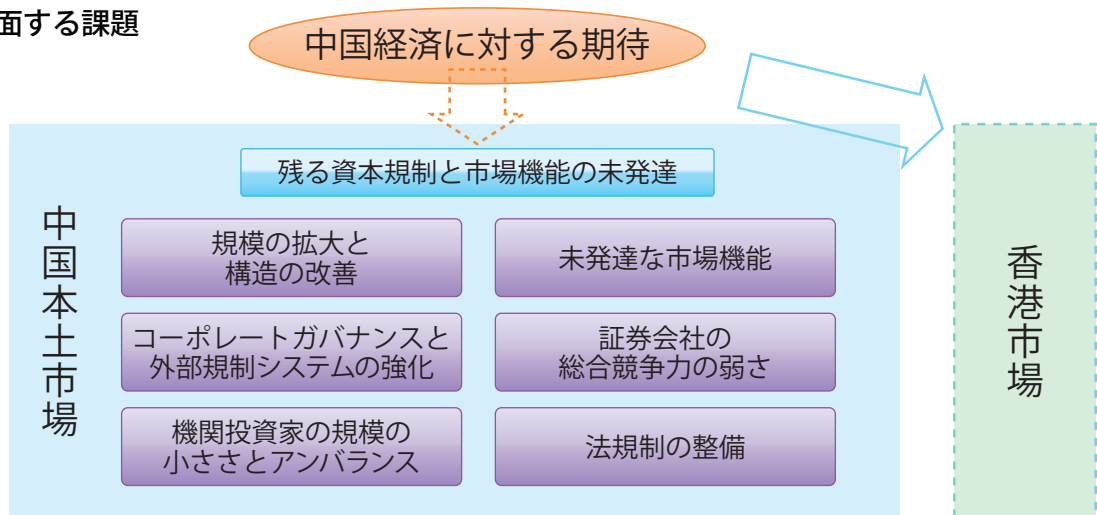 面する課題
中国経済に対する期待
残る資本規制と市場機能の未発達
中国本土市場
規模の拡大と
構造の改善
未発達な市場機能
コーポレートガバナンスと
外部規制システムの強化
証券会社の
総合競争力の弱さ
機関投資家の規模の
小ささとアンバランス
法規制の整備
香港市場